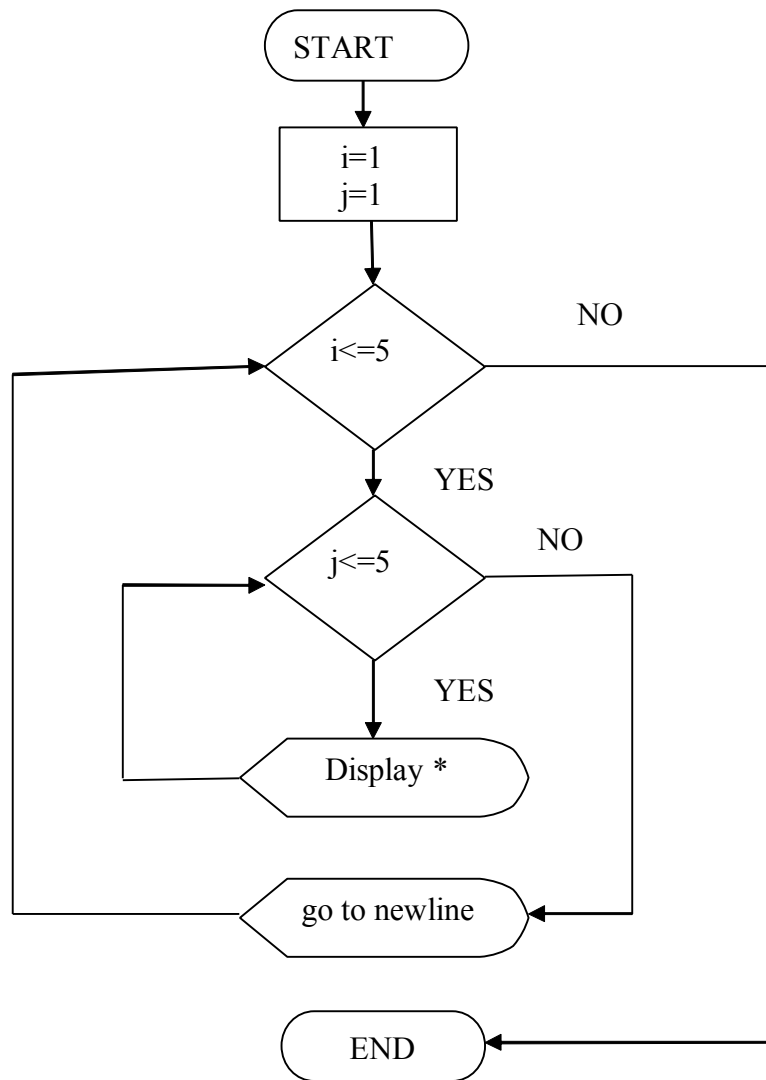 START
i=1
j=1
i<=5
NO
YES
j<=5
NO
YES
Display *
go to newline
END